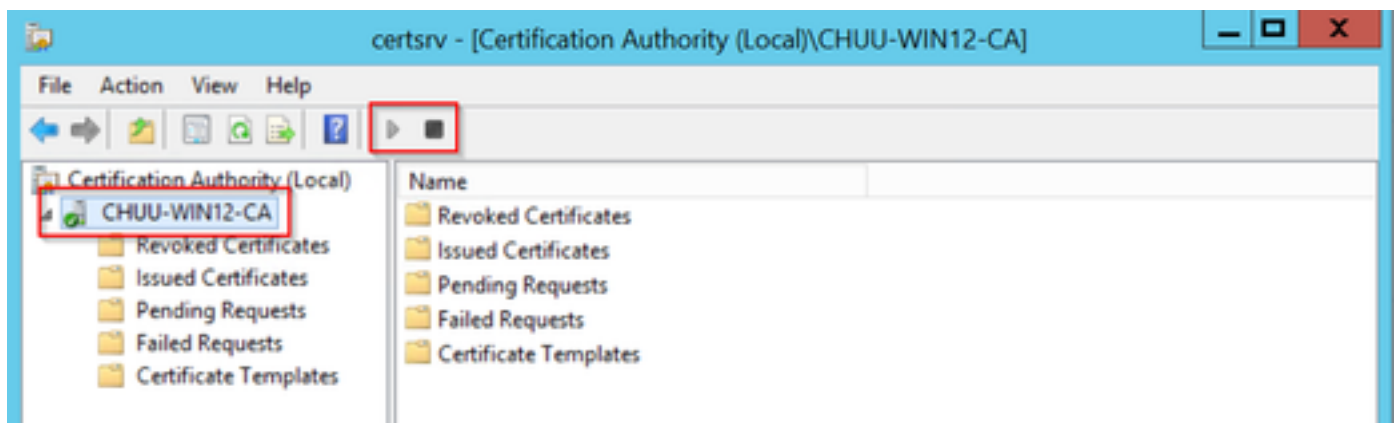 certsrv - [Certification Authority (Local)\CHUU-WIN12-CA]
File Action View Help
Certification Authority (Local)
CHUU-WIN12-CA
Revoked Certificates
Issued Certificates
Pending Requests
Failed Requests
Certificate Templates
Name
Revoked Certificates
Issued Certificates
Pending Requests
Failed Requests
Certificate Templates